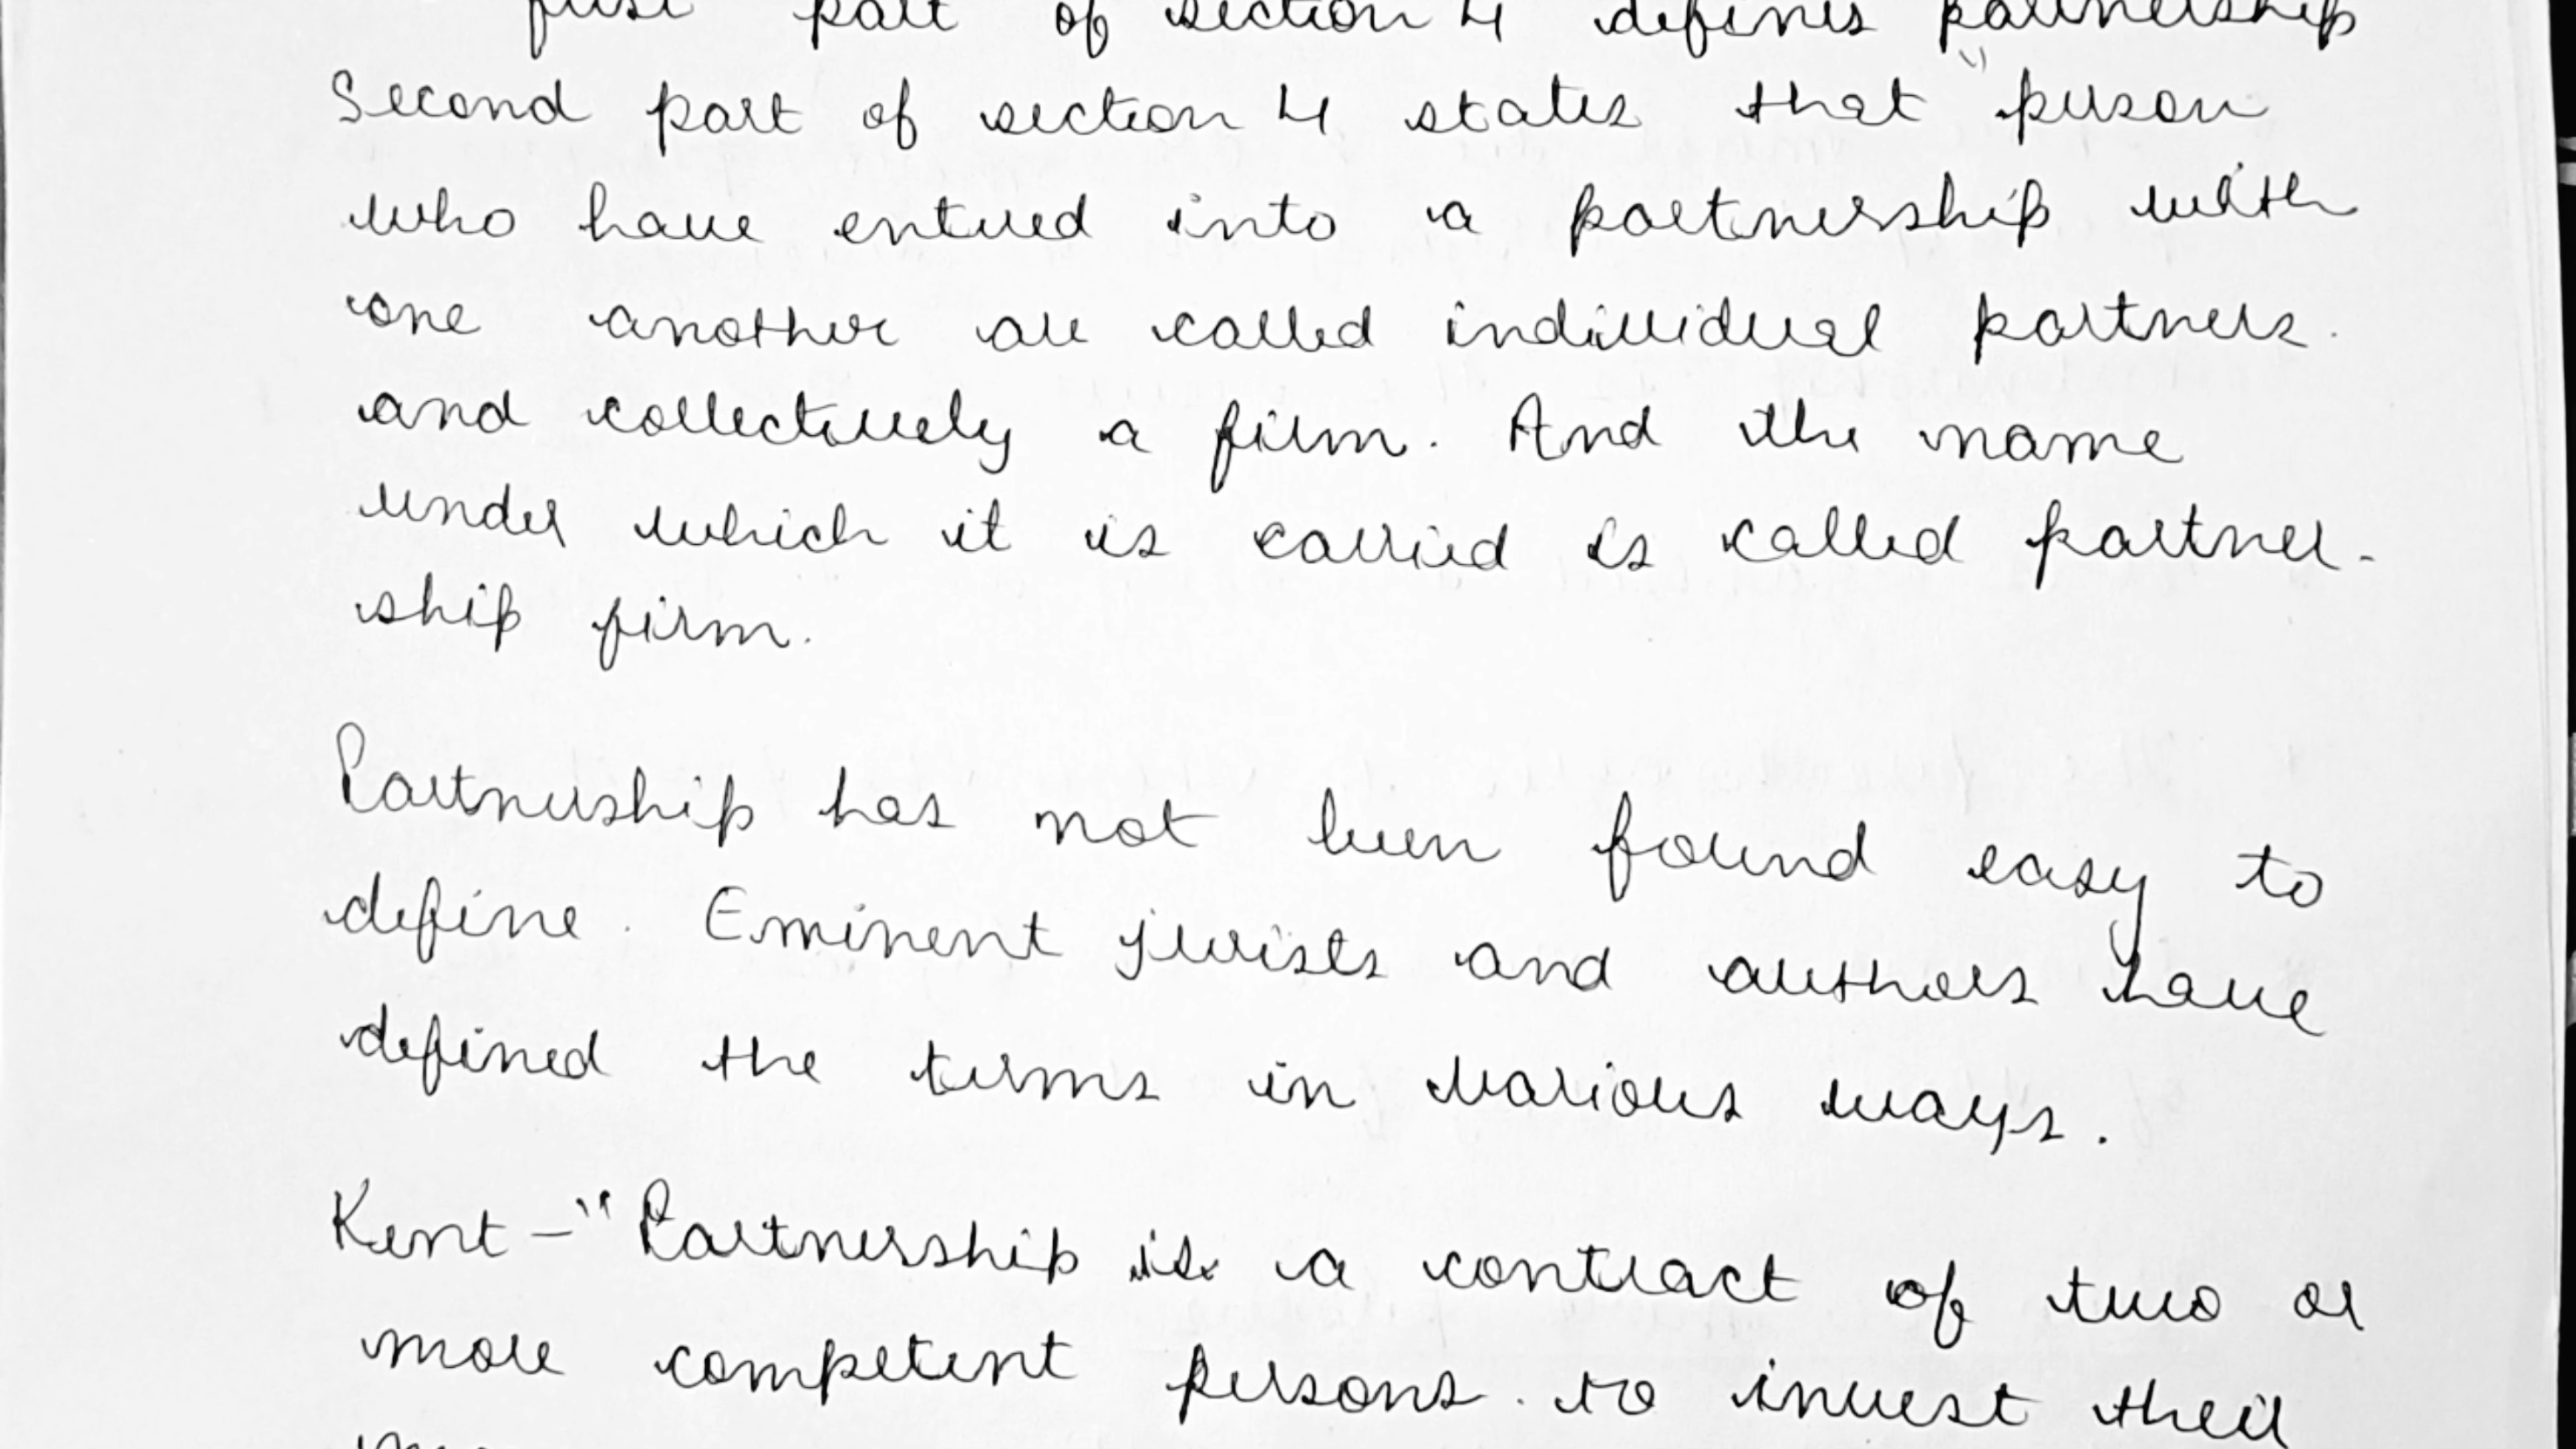 first part of section 4 defines partnership
Second part of section 4 states that "person
who have entered into a partnership with
one another are called individual partners.
and collectively a firm. And the name
under which it is carried is called partner-
ship firm.
Partnership has not been found easy to
define. Eminent jurists and authors have
defined the terms in various ways.
Kent - "Partnership is a contract of two or
more competent persons. to invest their